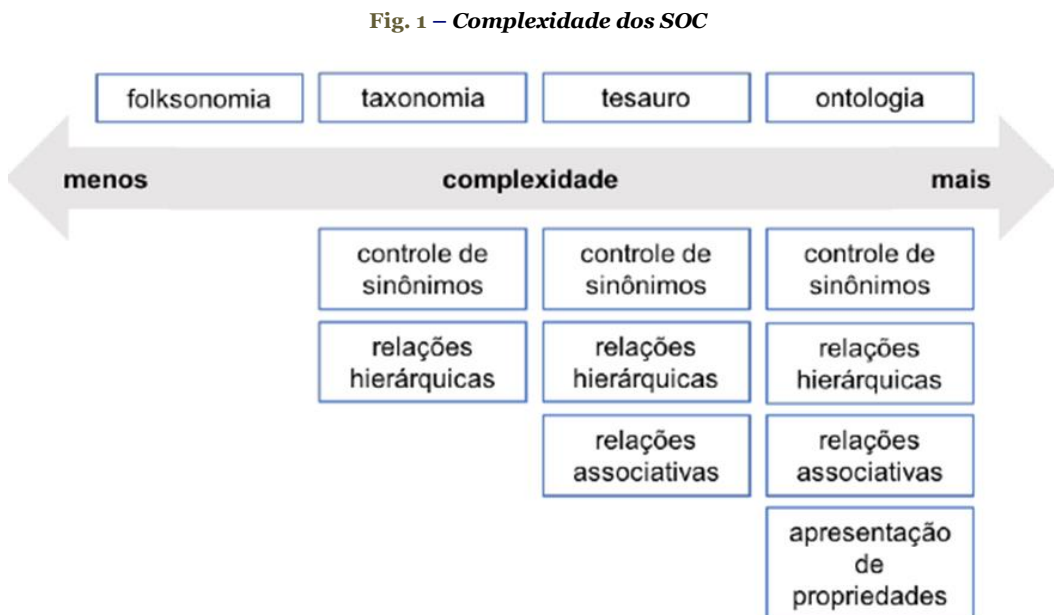 Fig. 1 – Complexidade dos SOC
folksonomia
taxonomia
tesauro
ontologia
menos
complexidade
mais
controle de
sinônimos
controle de
sinônimos
controle de
sinônimos
relações
hierárquicas
relações
hierárquicas
relações
hierárquicas
relações
associativas
relações
associativas
apresentação
de
propriedades